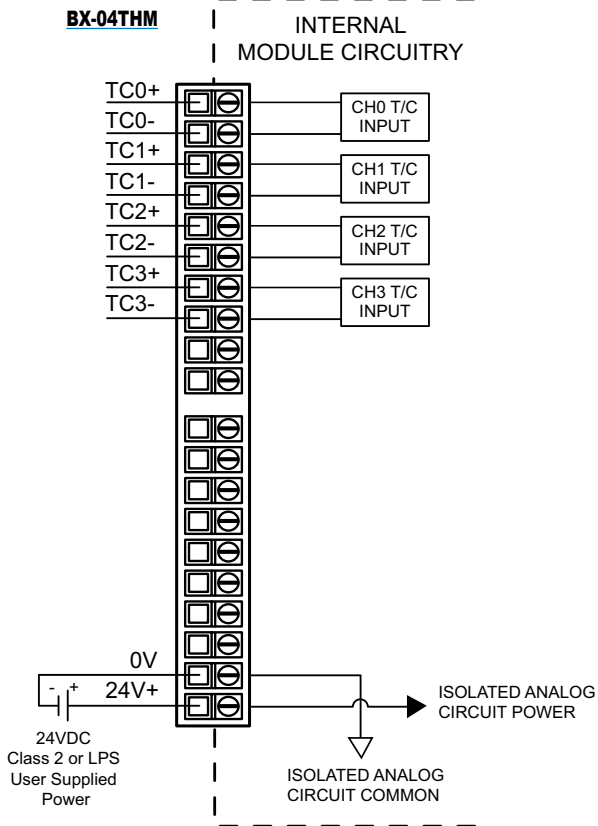 BX-04THM
INTERNAL
MODULE CIRCUITRY
TC0+
TC0-
TC1+
TC1-
TC2+
TC2-
TC3+
TC3-
CH0 T/C
INPUT
CH1 T/C
INPUT
CH2 T/C
INPUT
CH3 T/C
INPUT
0V
24V+
- +
24VDC
Class 2 or LPS
User Supplied
Power
ISOLATED ANALOG
CIRCUIT POWER
ISOLATED ANALOG
CIRCUIT COMMON